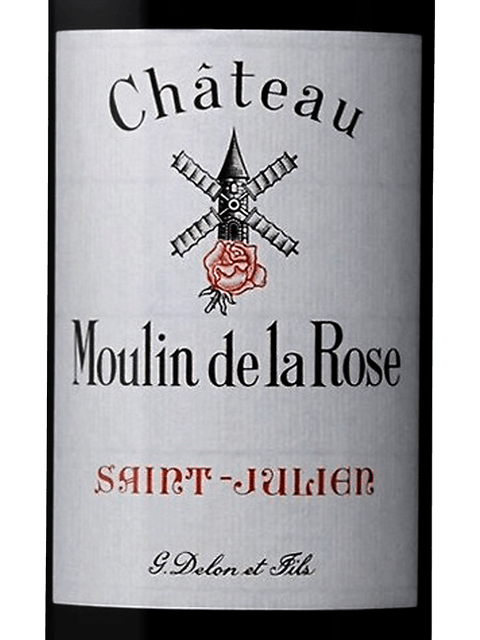 Château
Moulin de la Rose
SAINT-JULIEN
G. Delon et Fils